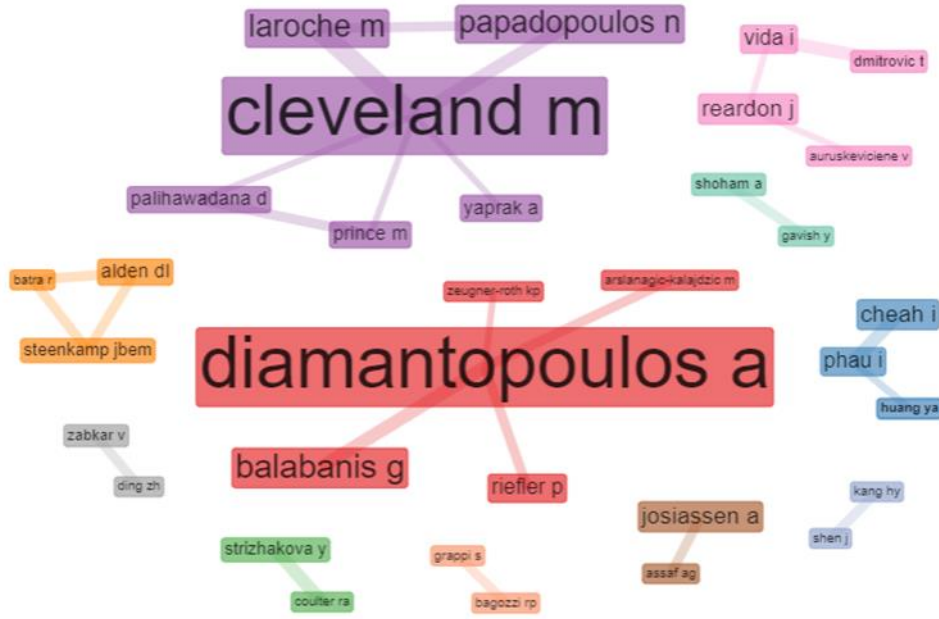 laroche m
papadopoulos n
vida i
dmitrovic t
cleveland m
reardon j
auruskeviciene v
shoham a
palihawadana d
yaprak a
prince m
gavish y
batra r
alden dl
zeugner-roth kp
arslanagic-kalajdzic m
cheah i
steenkamp jbem
diamantopoulos a
phau i
huang ya
zabkar v
balabanis g
ding zh
riefler p
kang hy
josiassen a
shen j
strizhakova y
grappi s
assaf ag
coulter ra
bagozzi rp